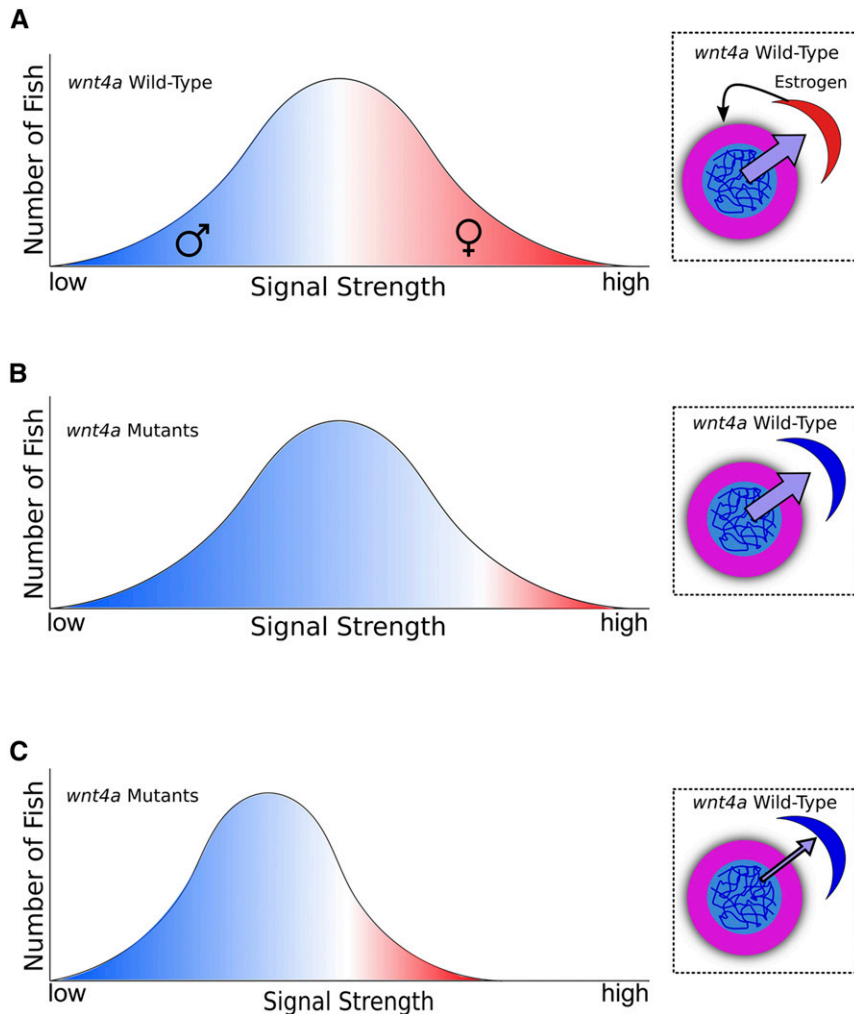 A
Number of Fish
wnt4a Wild-Type
low
Signal Strength
high
wnt4a Wild-Type
Estrogen
B
Number of Fish
wnt4a Mutants
low
Signal Strength
high
wnt4a Wild-Type
C
Number of Fish
wnt4a Mutants
low
Signal Strength
high
wnt4a Wild-Type